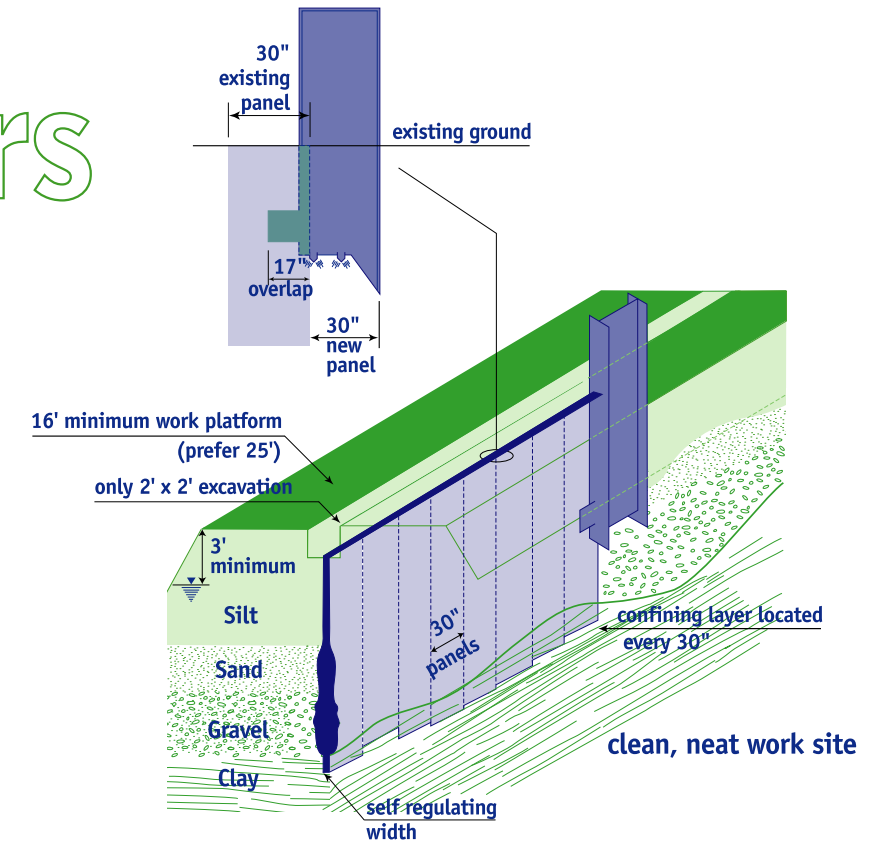 rs
30"
existing
panel
existing ground
17"
overlap
30"
new
panel
16' minimum work platform
(prefer 25')
only 2' x 2' excavation
3'
minimum
Silt
30"
panels
confining layer located
every 30"
Sand
Gravel
clean, neat work site
Clay
self regulating
width